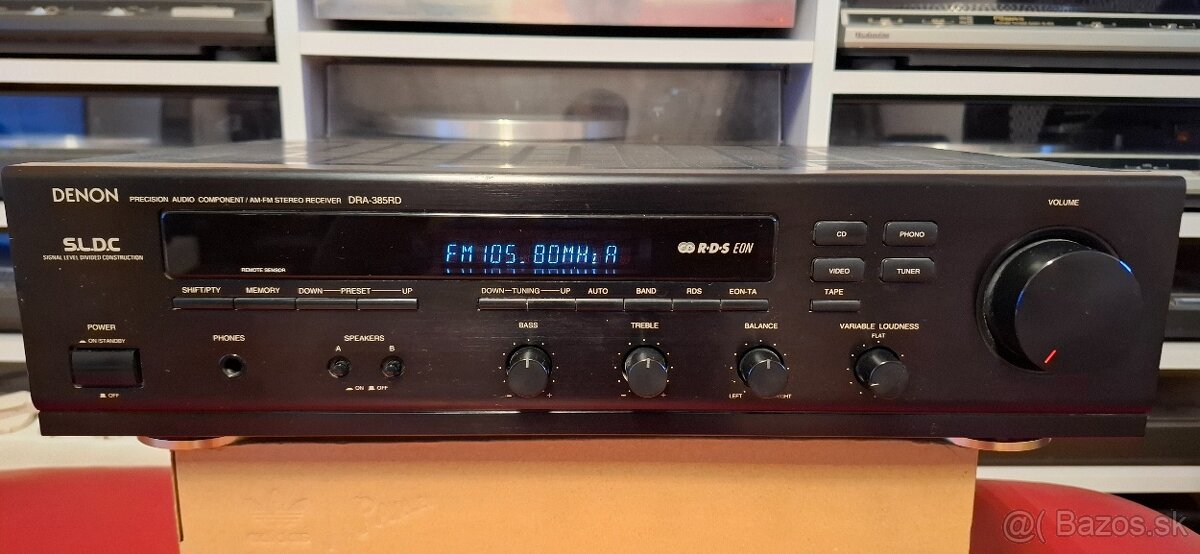 DENON PRECISION AUDIO COMPONENT / AM-FM STEREO RECEIVER DRA-385RD
S.L.D.C
SIGNAL LEVEL DIVIDED CONSTRUCTION
FM 105.80MHz A
R·D·S EON
REMOTE SENSOR
SHIFT/PTY MEMORY DOWN PRESET UP
DOWN TUNING UP AUTO BAND RDS EON-TA
CD PHONO
VIDEO TUNER
TAPE
VOLUME
POWER
ON/STANDBY
OFF
PHONES
SPEAKERS
A B
ON OFF
BASS
- +
TREBLE
- +
BALANCE
LEFT
VARIABLE LOUDNESS
FLAT
@( Bazos.sk